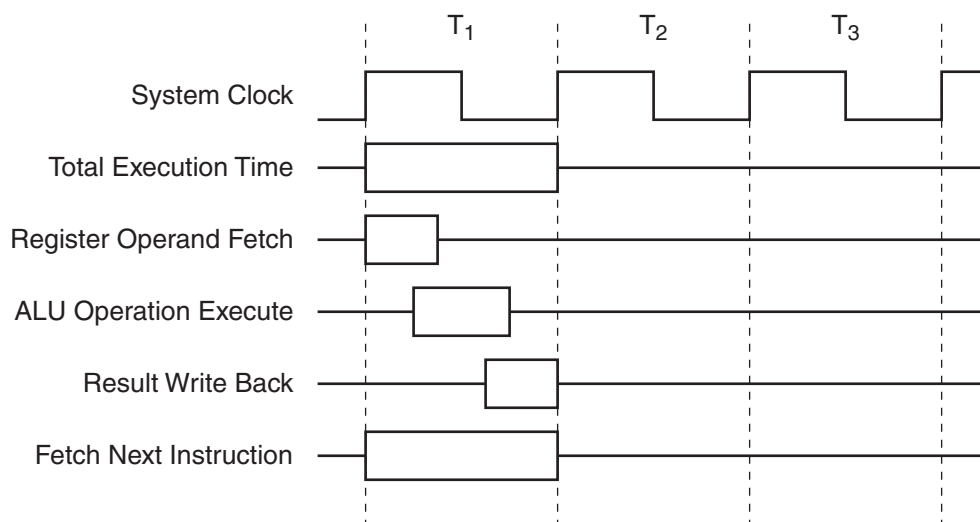 T1 T2 T3
System Clock
Total Execution Time
Register Operand Fetch
ALU Operation Execute
Result Write Back
Fetch Next Instruction